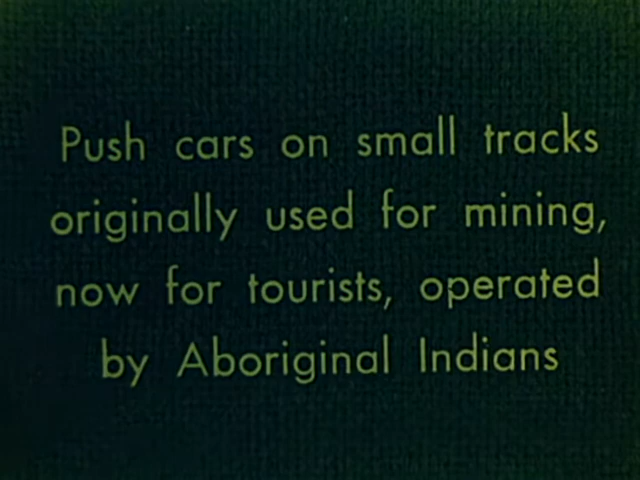 Push cars on small tracks
originally used for mining,
now for tourists, operated
by Aboriginal Indians